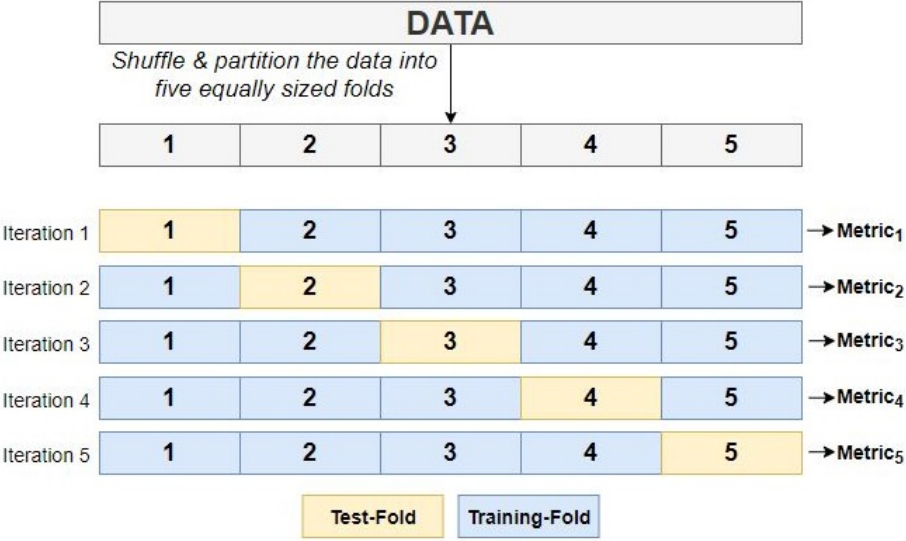 DATA
Shuffle & partition the data into
five equally sized folds
1 2 3 4 5
Iteration 1 1 2 3 4 5 → Metric₁
Iteration 2 1 2 3 4 5 → Metric₂
Iteration 3 1 2 3 4 5 → Metric₃
Iteration 4 1 2 3 4 5 → Metric₄
Iteration 5 1 2 3 4 5 → Metric₅
Test-Fold Training-Fold